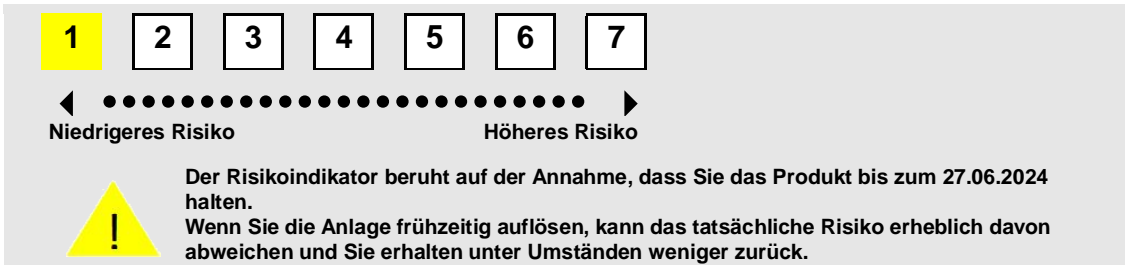 1 2 3 4 5 6 7
Niedrigeres Risiko Höheres Risiko
Der Risikoindikator beruht auf der Annahme, dass Sie das Produkt bis zum 27.06.2024
halten.
Wenn Sie die Anlage frühzeitig auflösen, kann das tatsächliche Risiko erheblich davon
abweichen und Sie erhalten unter Umständen weniger zurück.
!